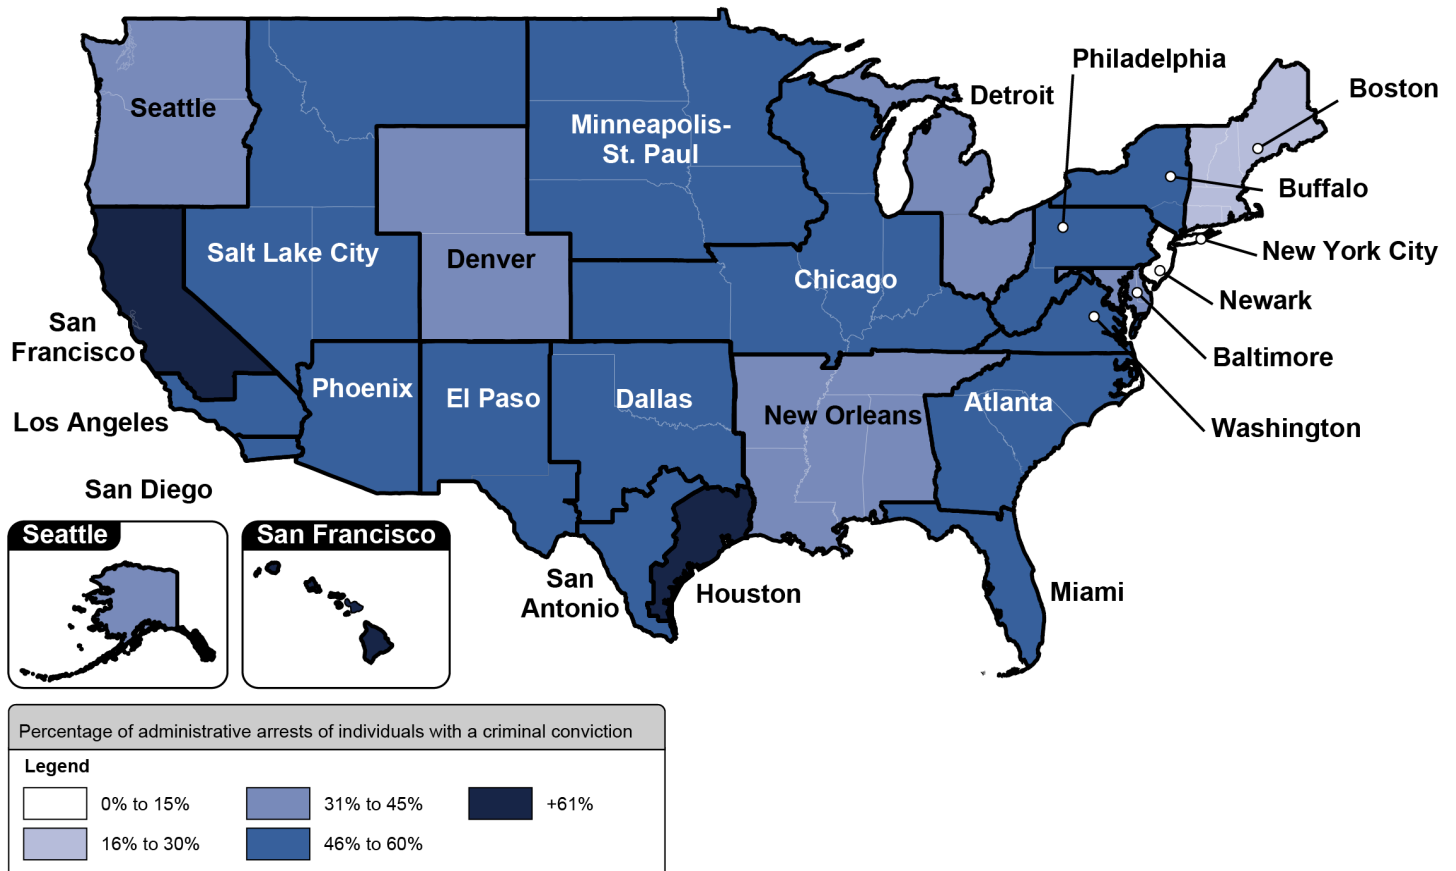 Philadelphia
Boston
Detroit
Seattle
Minneapolis-
St. Paul
Buffalo
New York City
Salt Lake City
Denver
Chicago
Newark
San
Francisco
Baltimore
Phoenix
El Paso
Dallas
New Orleans
Atlanta
Los Angeles
Washington
San Diego
Seattle
San Francisco
San
Antonio
Houston
Miami
Percentage of administrative arrests of individuals with a criminal conviction
Legend
0% to 15%
31% to 45%
+61%
16% to 30%
46% to 60%